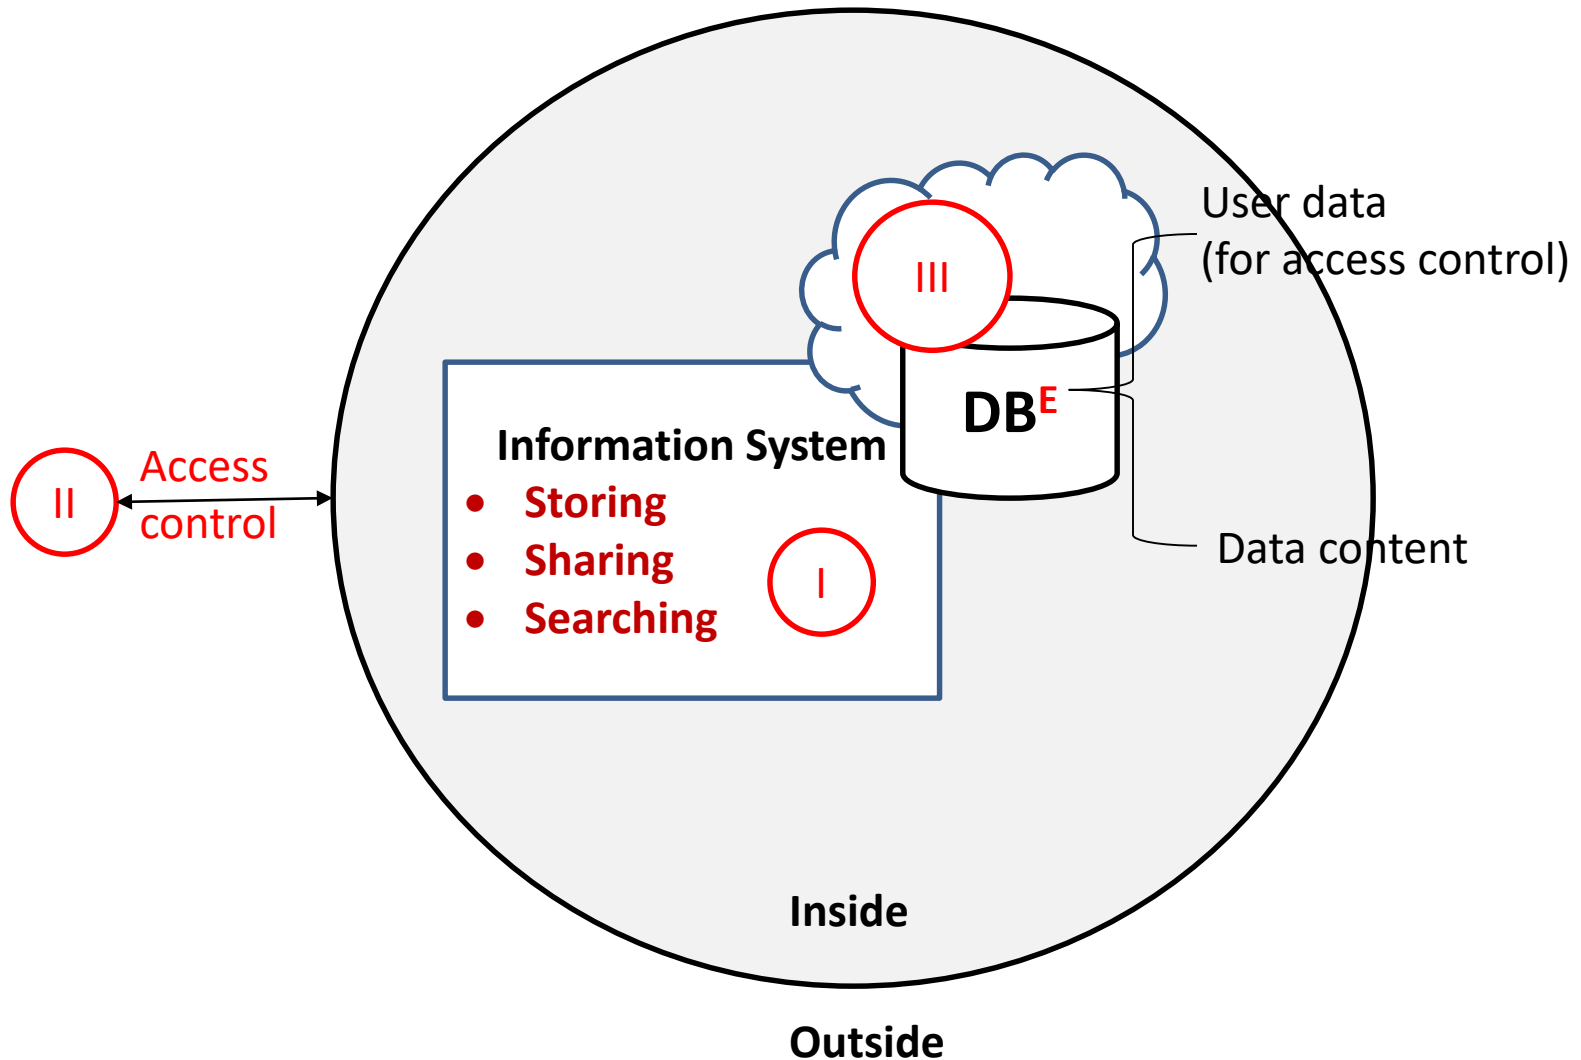 User data
(for access control)
III
DBᴱ
Information System
Access
control
II
• Storing
• Sharing
• Searching
I
Data content
Inside
Outside